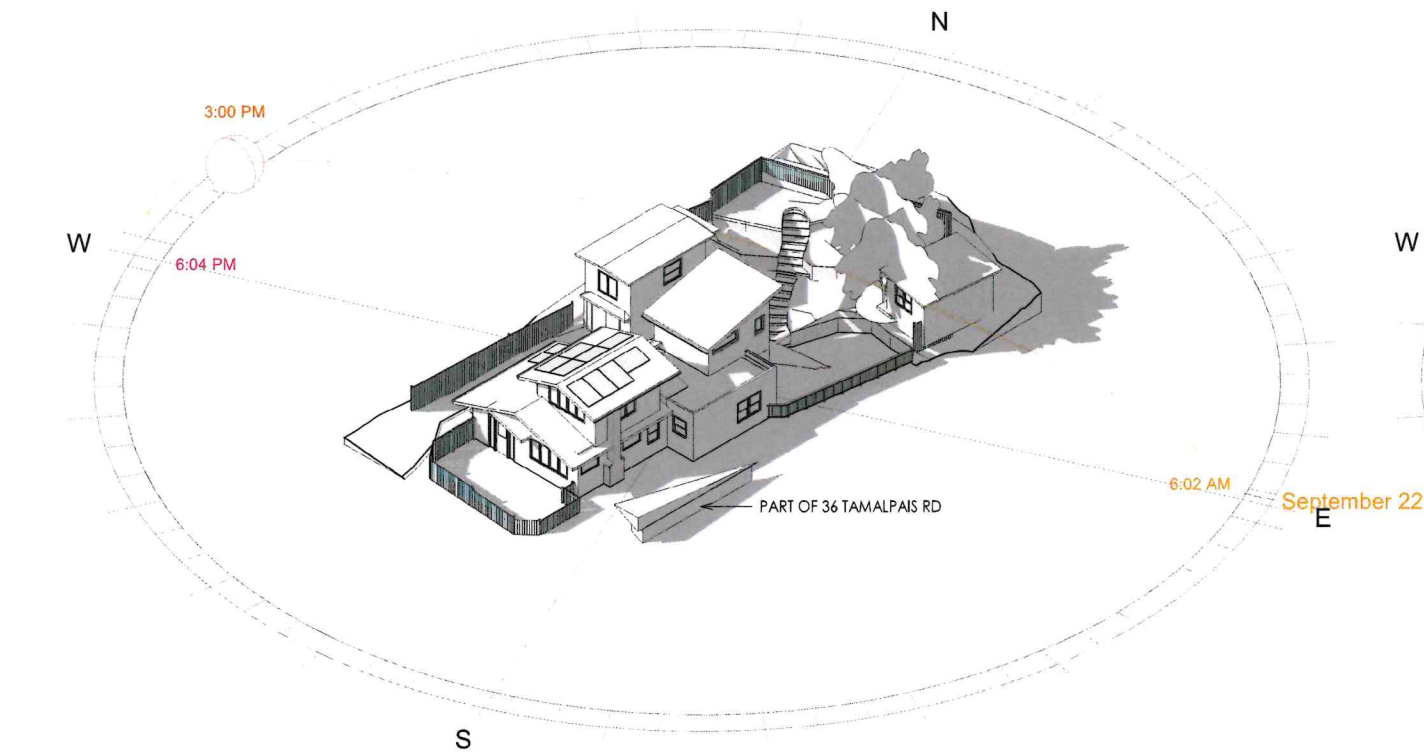 N
3:00 PM
W
W
6:04 PM
6:02 AM
September 22
E
PART OF 36 TAMALPAIS RD
S